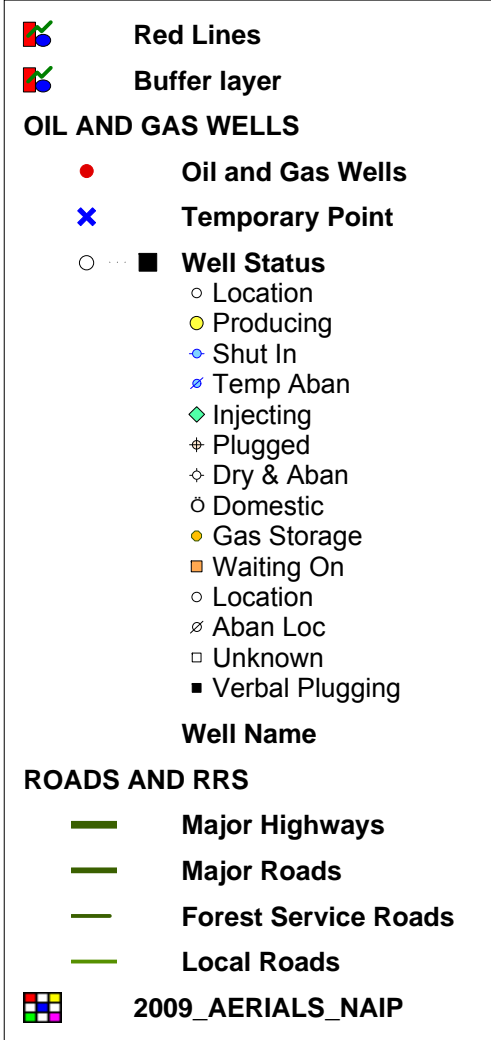 Red Lines
Buffer layer
OIL AND GAS WELLS
Oil and Gas Wells
Temporary Point
Well Status
Location
Producing
Shut In
Temp Aban
Injecting
Plugged
Dry & Aban
Domestic
Gas Storage
Waiting On
Location
Aban Loc
Unknown
Verbal Plugging
Well Name
ROADS AND RRS
Major Highways
Major Roads
Forest Service Roads
Local Roads
2009_AERIALS_NAIP